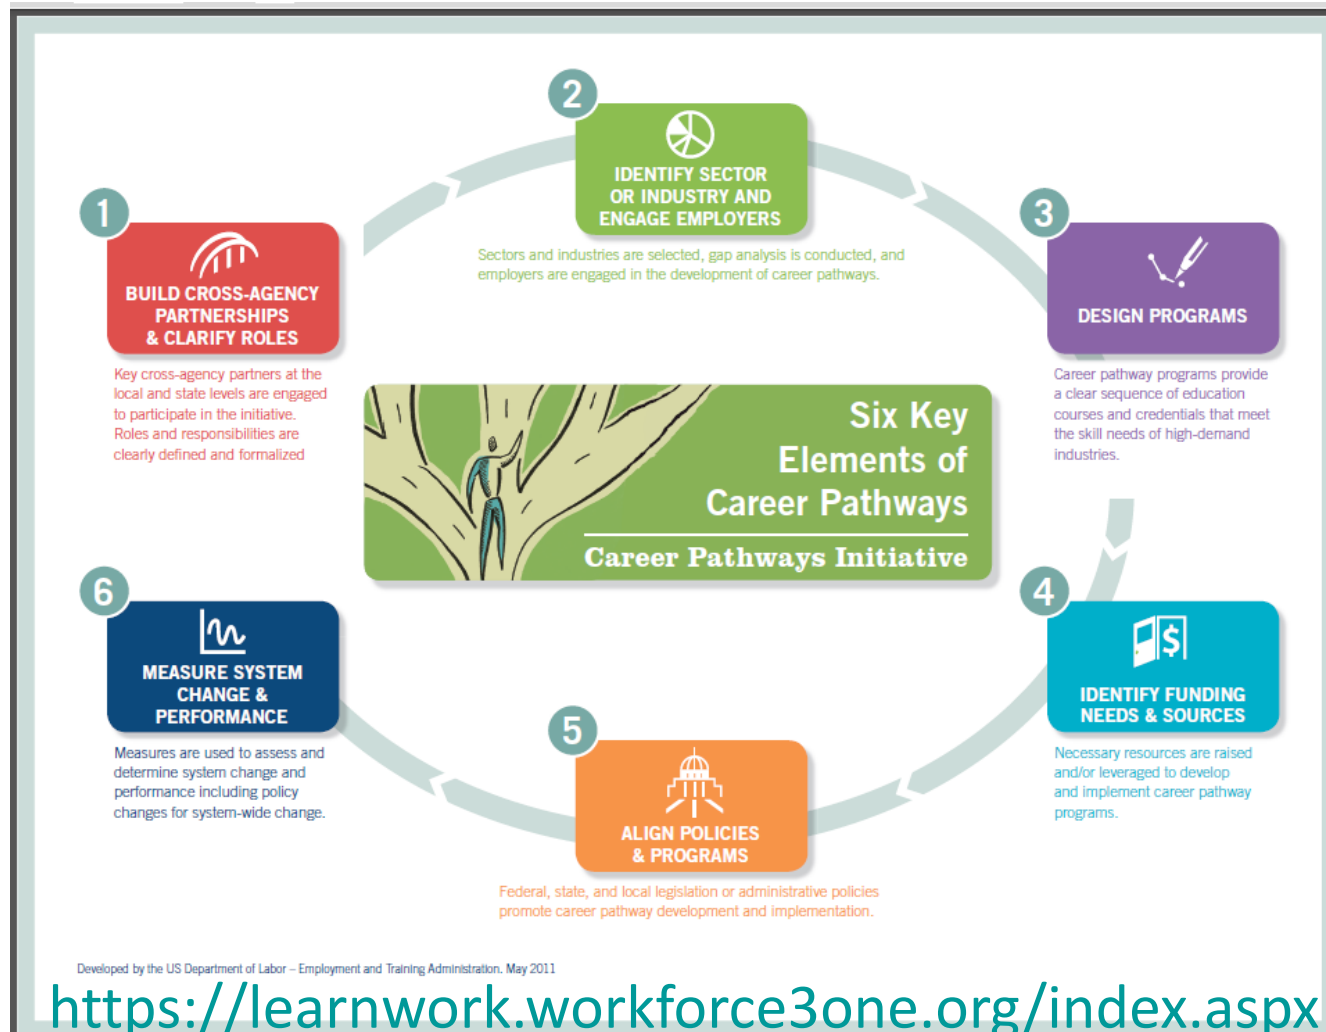 1
BUILD CROSS-AGENCY
PARTNERSHIPS
& CLARIFY ROLES
Key cross-agency partners at the
local and state levels are engaged
to participate in the initiative.
Roles and responsibilities are
clearly defined and formalized
2
IDENTIFY SECTOR
OR INDUSTRY AND
ENGAGE EMPLOYERS
Sectors and industries are selected, gap analysis is conducted, and
employers are engaged in the development of career pathways.
3
DESIGN PROGRAMS
Career pathway programs provide
a clear sequence of education
courses and credentials that meet
the skill needs of high-demand
industries.
Six Key
Elements of
Career Pathways
Career Pathways Initiative
4
$
IDENTIFY FUNDING
NEEDS & SOURCES
Necessary resources are raised
and/or leveraged to develop
and implement career pathway
programs.
5
ALIGN POLICIES
& PROGRAMS
Federal, state, and local legislation or administrative policies
promote career pathway development and implementation.
6
MEASURE SYSTEM
CHANGE &
PERFORMANCE
Measures are used to assess and
determine system change and
performance including policy
changes for system-wide change.
Developed by the US Department of Labor – Employment and Training Administration. May 2011
https://learnwork.workforce3one.org/index.aspx